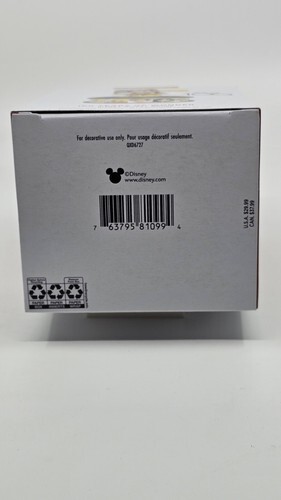 For decorative use only. Pour usage décoratif seulement.
QXD6727
©Disney
www.disney.com
7 63795 81099 4
U.S.A. $29.99
CAN. $37.99